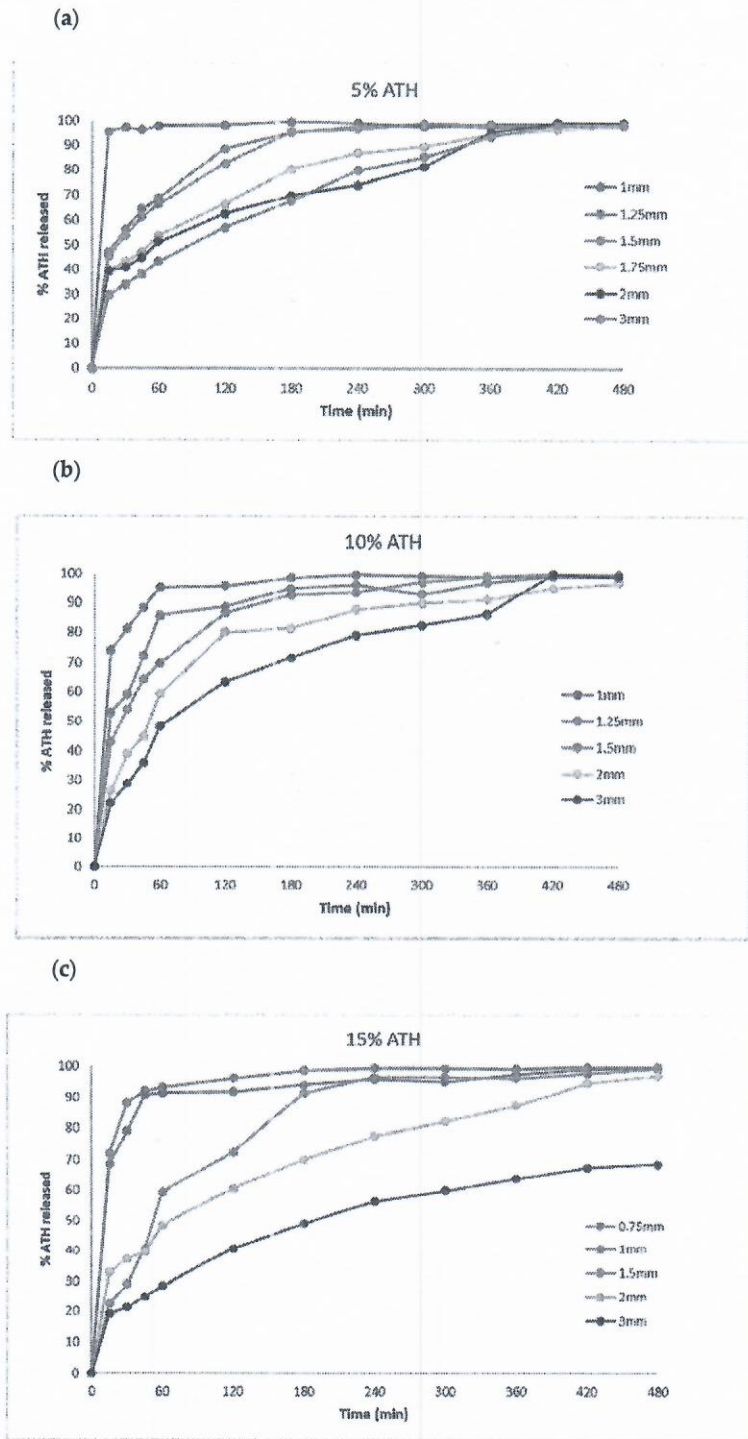 (a)
5% ATH
100
90
80
70
60
50
40
30
20
10
0
% ATH released
0 60 120 180 240 300 360 420 480
Time (min)
1mm
1.25mm
1.5mm
1.75mm
2mm
3mm
(b)
10% ATH
100
90
80
70
60
50
40
30
20
10
0
% ATH released
0 60 120 180 240 300 360 420 480
Time (min)
1mm
1.25mm
1.5mm
2mm
3mm
(c)
15% ATH
100
90
80
70
60
50
40
30
20
10
0
% ATH released
0 60 120 180 240 300 360 420 480
Time (min)
0.75mm
1mm
1.5mm
2mm
3mm